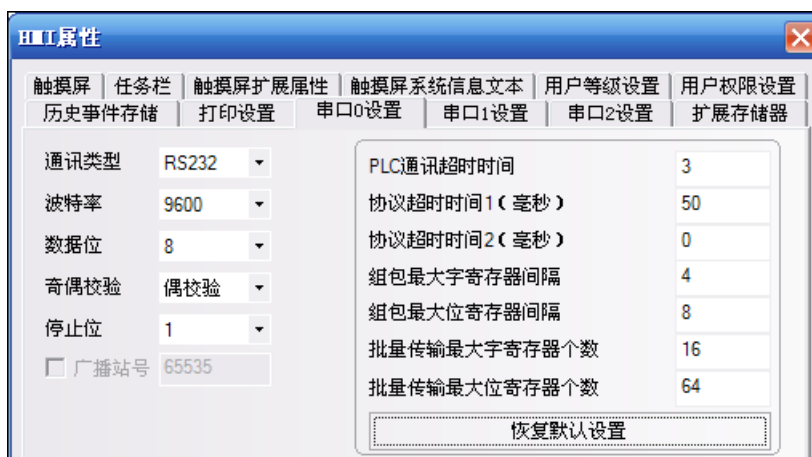 HMI属性
触摸屏 任务栏 触摸屏扩展属性 触摸屏系统信息文本 用户等级设置 用户权限设置
历史事件存储 打印设置 串口0设置 串口1设置 串口2设置 扩展存储器
通讯类型 RS232
波特率 9600
数据位 8
奇偶校验 偶校验
停止位 1
广播站号 65535
PLC通讯超时时间 3
协议超时时间1(毫秒) 50
协议超时时间2(毫秒) 0
组包最大字寄存器间隔 4
组包最大位寄存器间隔 8
批量传输最大字寄存器个数 16
批量传输最大位寄存器个数 64
恢复默认设置